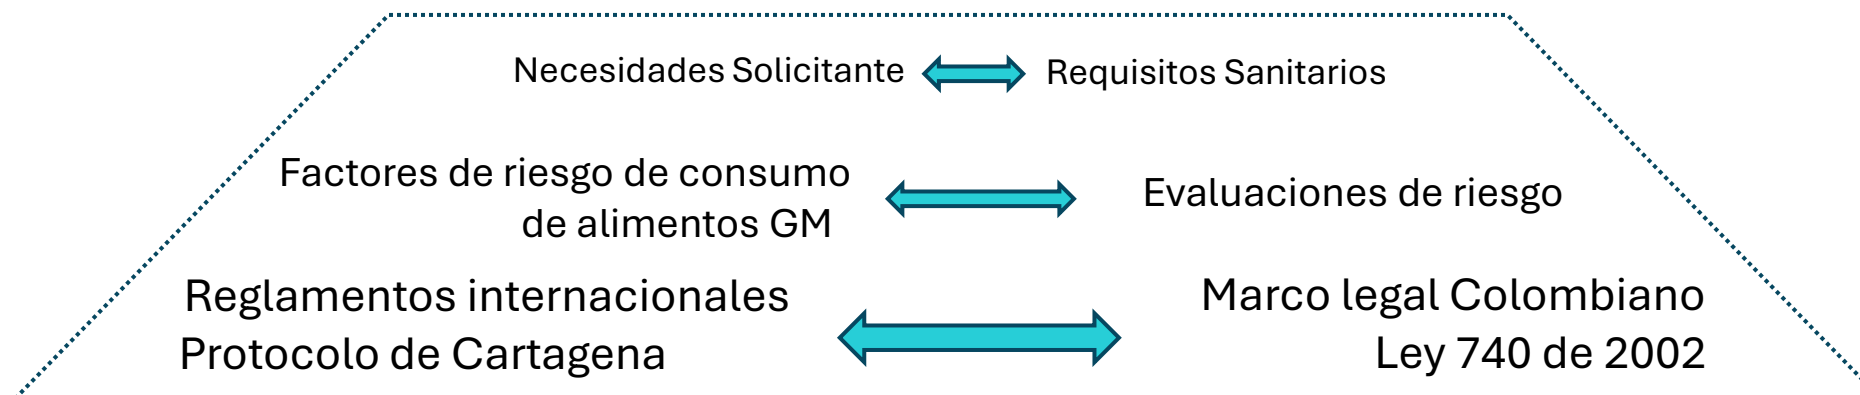 Necesidades Solicitante
Requisitos Sanitarios
Factores de riesgo de consumo
de alimentos GM
Evaluaciones de riesgo
Reglamentos internacionales
Protocolo de Cartagena
Marco legal Colombiano
Ley 740 de 2002